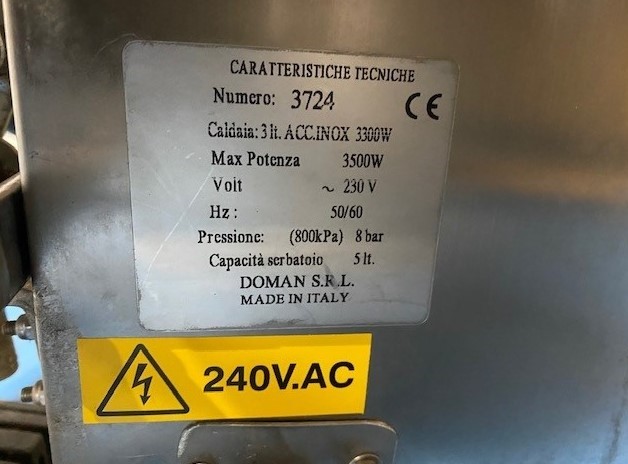 CARATTERISTICHE TECNICHE
Numero: 3724 CE
Caldaia: 3 lt. ACC.INOX 3300W
Max Potenza 3500W
Volt ~ 230 V
Hz : 50/60
Pressione: (800kPa) 8 bar
Capacità serbatoio 5 lt.
DOMAN S.R.L.
MADE IN ITALY
240V.AC